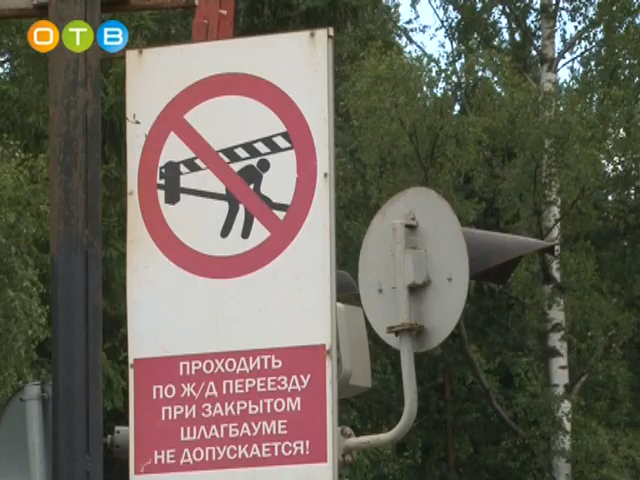 ОТВ
ПРОХОДИТЬ
ПО Ж/Д ПЕРЕЕЗДУ
ПРИ ЗАКРЫТОМ
ШЛАГБАУМЕ
НЕ ДОПУСКАЕТСЯ!